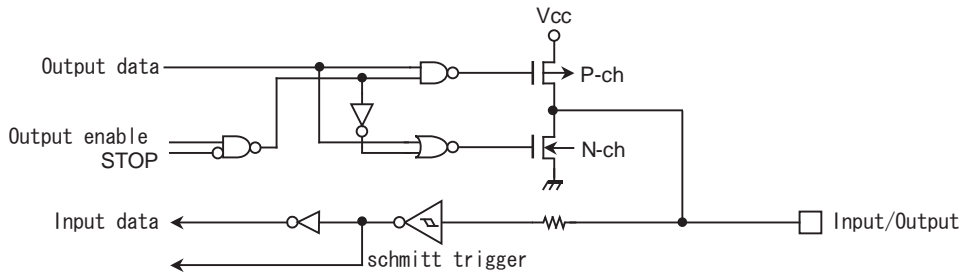 Vcc
Output data
P-ch
Output enable
STOP
N-ch
Input data
Input/Output
schmitt trigger